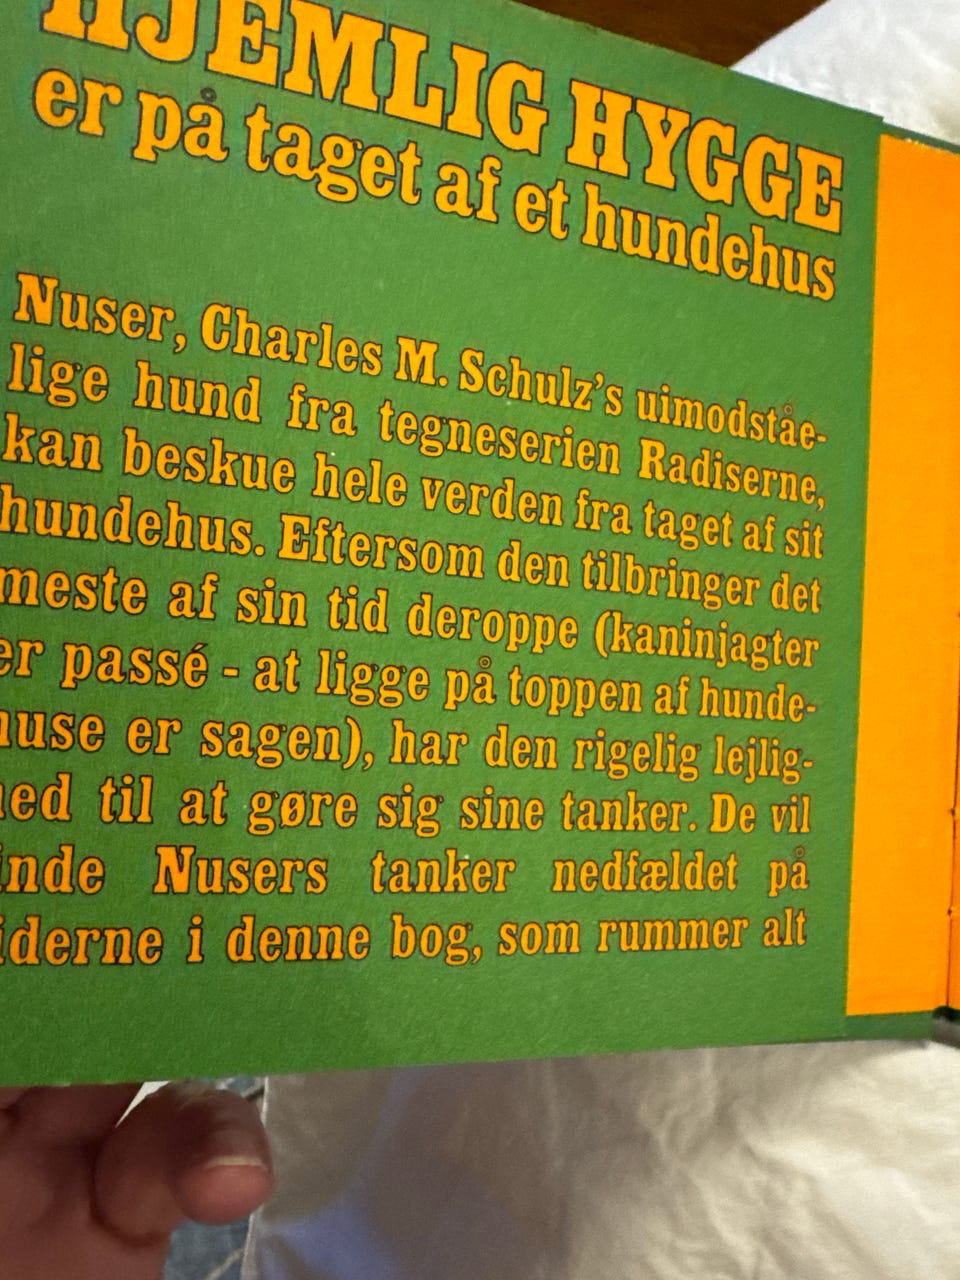 HJEMLIG HYGGE
er på taget af et hundehus
Nuser, Charles M. Schulz's uimodståe-
lige hund fra tegneserien Radiserne,
kan beskue hele verden fra taget af sit
hundehus. Eftersom den tilbringer det
meste af sin tid deroppe (kaninjagter
er passé - at ligge på toppen af hunde-
huse er sagen), har den rigelig lejlig-
hed til at gøre sig sine tanker. De vil
finde Nusers tanker nedfældet på
siderne i denne bog, som rummer alt